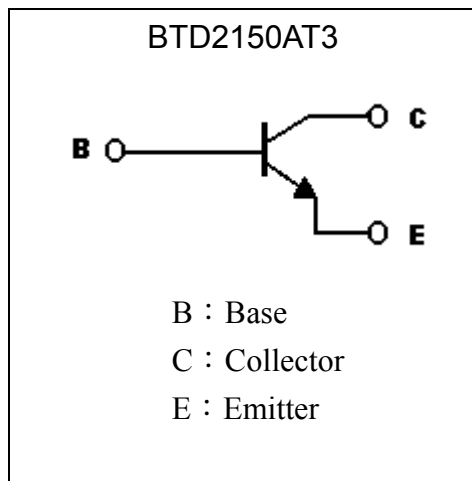 BTD2150AT3
C
B
E
B：Base
C：Collector
E：Emitter